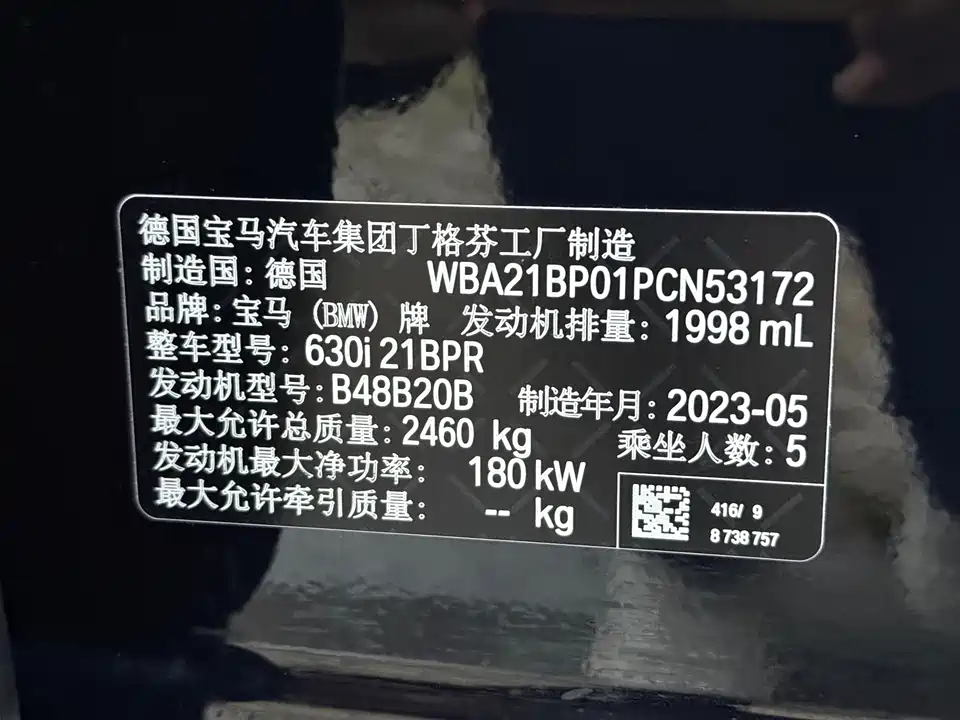 德国宝马汽车集团丁格芬工厂制造
制造国：德国 WBA21BP01PCN53172
品牌：宝马（BMW）牌 发动机排量：1998 mL
整车型号：630i 21BPR
发动机型号：B48B20B 制造年月：2023-05
最大允许总质量：2460 kg 乘坐人数：5
发动机最大净功率： 180 kW
最大允许牵引质量： -- kg
416/ 9
8 738 757